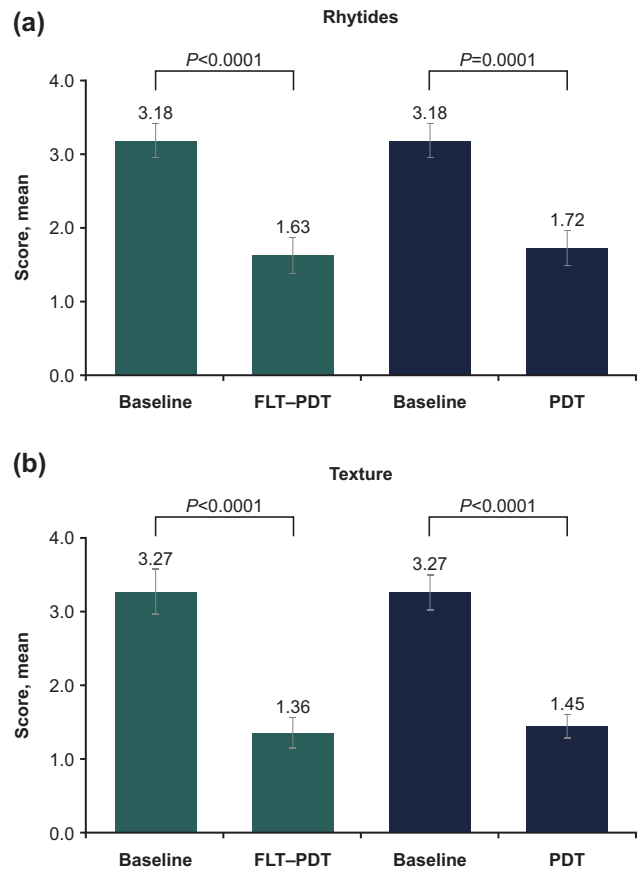 (a)
Rhytides
P<0.0001
P=0.0001
4.0
3.18
3.18
3.0
Score, mean
2.0
1.63
1.72
1.0
0.0
Baseline
FLT–PDT
Baseline
PDT
(b)
Texture
P<0.0001
P<0.0001
4.0
3.27
3.27
3.0
Score, mean
2.0
1.36
1.45
1.0
0.0
Baseline
FLT–PDT
Baseline
PDT